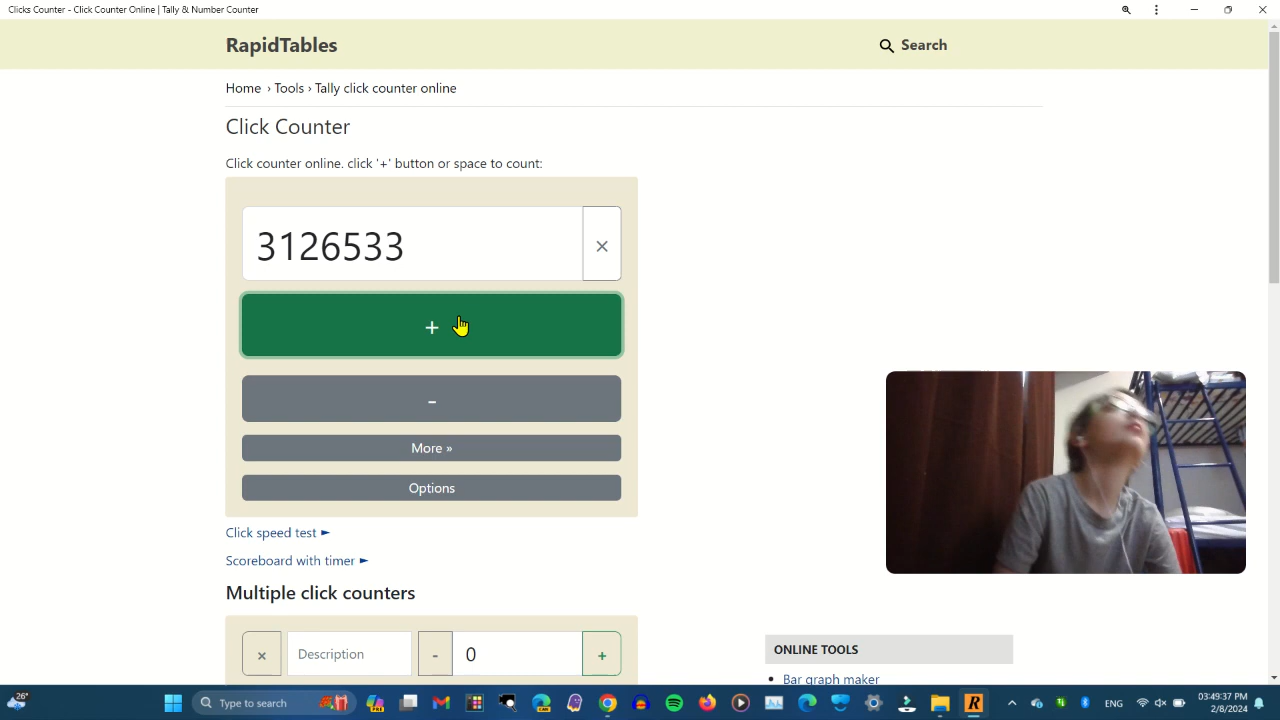 Clicks Counter - Click Counter Online | Tally & Number Counter
RapidTables
Search
Home › Tools › Tally click counter online
Click Counter
Click counter online. click '+' button or space to count:
3126533
×
+
-
More »
Options
Click speed test ►
Scoreboard with timer ►
Multiple click counters
×
Description
-
0
+
ONLINE TOOLS
• Bar graph maker
26°
Type to search
ENG
03:49:37 PM
2/8/2024